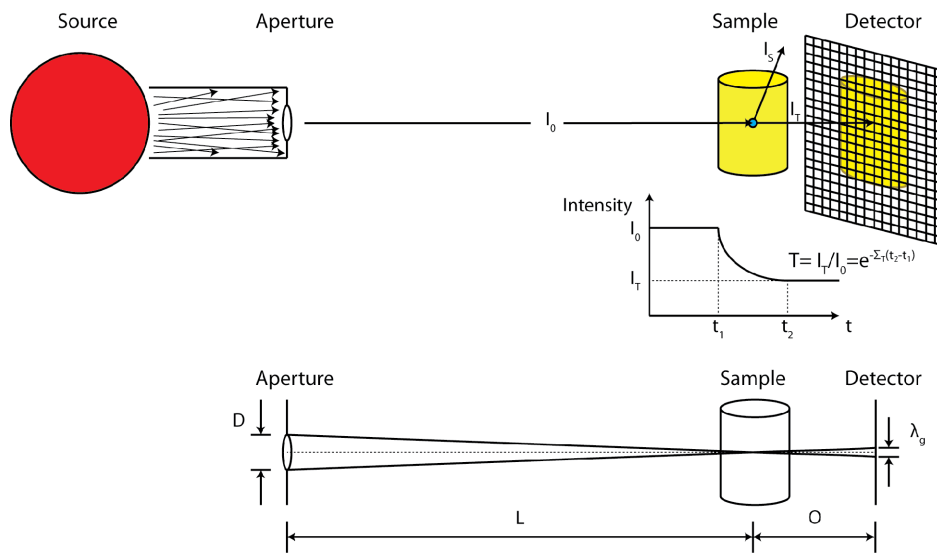 Source Aperture Sample Detector
I_S
I_0 I_T
Intensity
I_0
T= I_T/I_0=e^-Σ_T(t_2-t_1)
I_T
t_1 t_2 t
Aperture Sample Detector
D
λ_g
L O